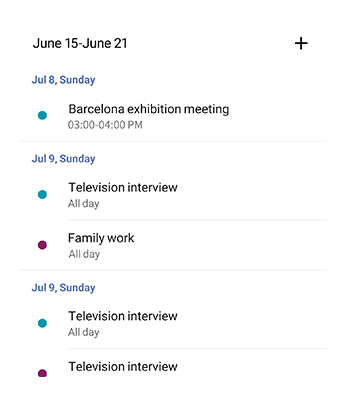 June 15-June 21
Jul 8, Sunday
Barcelona exhibition meeting
03:00-04:00 PM
Jul 9, Sunday
Television interview
All day
Family work
All day
Jul 9, Sunday
Television interview
All day
Television interview